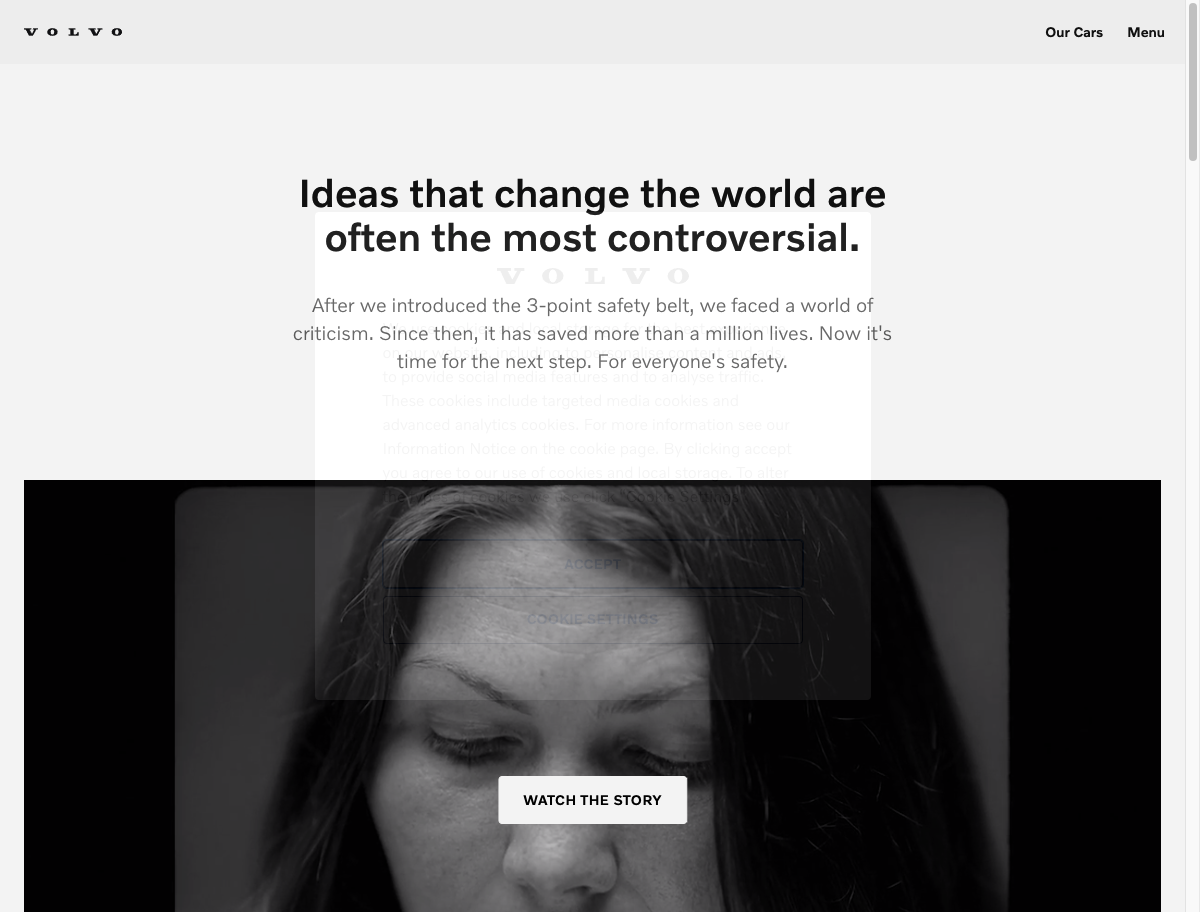 VOLVO
Our Cars
Menu
Ideas that change the world are
often the most controversial.
VOLVO
After we introduced the 3-point safety belt, we faced a world of
criticism. Since then, it has saved more than a million lives. Now it's
time for the next step. For everyone's safety.
to provide social media features and to analyse traffic.
These cookies include targeted media cookies and
advanced analytics cookies. For more information see our
Information Notice on the cookie page. By clicking accept
you agree to our use of cookies and local storage. To alter
ACCEPT
COOKIE SETTINGS
WATCH THE STORY